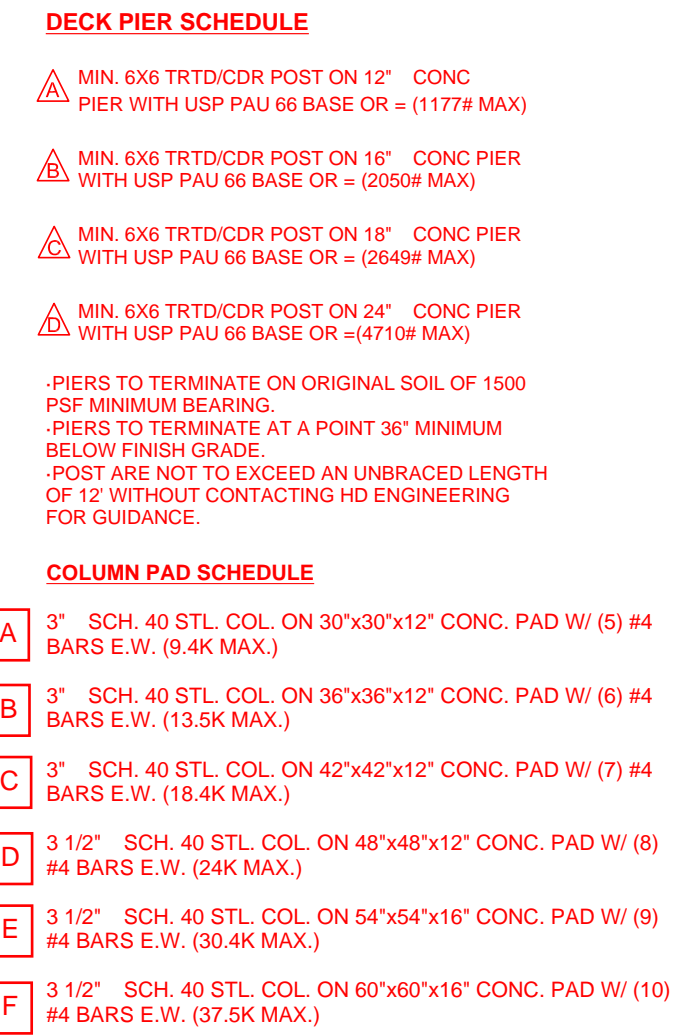 DECK PIER SCHEDULE
A MIN. 6X6 TRTD/CDR POST ON 12" CONC
PIER WITH USP PAU 66 BASE OR = (1177# MAX)
B MIN. 6X6 TRTD/CDR POST ON 16" CONC PIER
WITH USP PAU 66 BASE OR = (2050# MAX)
C MIN. 6X6 TRTD/CDR POST ON 18" CONC PIER
WITH USP PAU 66 BASE OR = (2649# MAX)
D MIN. 6X6 TRTD/CDR POST ON 24" CONC PIER
WITH USP PAU 66 BASE OR =(4710# MAX)
·PIERS TO TERMINATE ON ORIGINAL SOIL OF 1500
PSF MINIMUM BEARING.
·PIERS TO TERMINATE AT A POINT 36" MINIMUM
BELOW FINISH GRADE.
·POST ARE NOT TO EXCEED AN UNBRACED LENGTH
OF 12' WITHOUT CONTACTING HD ENGINEERING
FOR GUIDANCE.
COLUMN PAD SCHEDULE
A 3" SCH. 40 STL. COL. ON 30"x30"x12" CONC. PAD W/ (5) #4
BARS E.W. (9.4K MAX.)
B 3" SCH. 40 STL. COL. ON 36"x36"x12" CONC. PAD W/ (6) #4
BARS E.W. (13.5K MAX.)
C 3" SCH. 40 STL. COL. ON 42"x42"x12" CONC. PAD W/ (7) #4
BARS E.W. (18.4K MAX.)
D 3 1/2" SCH. 40 STL. COL. ON 48"x48"x12" CONC. PAD W/ (8)
#4 BARS E.W. (24K MAX.)
E 3 1/2" SCH. 40 STL. COL. ON 54"x54"x16" CONC. PAD W/ (9)
#4 BARS E.W. (30.4K MAX.)
F 3 1/2" SCH. 40 STL. COL. ON 60"x60"x16" CONC. PAD W/ (10)
#4 BARS E.W. (37.5K MAX.)